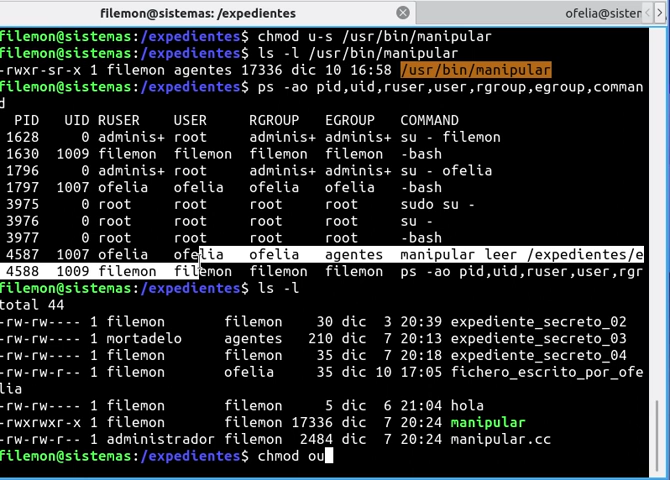 filemon@sistemas: /expedientes
ofelia@sisten
filemon@sistemas:/expedientes$ chmod u-s /usr/bin/manipular
filemon@sistemas:/expedientes$ ls -l /usr/bin/manipular
-rwxr-sr-x 1 filemon agentes 17336 dic 10 16:58 /usr/bin/manipular
filemon@sistemas:/expedientes$ ps -ao pid,uid,ruser,user,rgroup,egroup,comman
d
PID UID RUSER USER RGROUP EGROUP COMMAND
1628 0 adminis+ root adminis+ adminis+ su - filemon
1630 1009 filemon filemon filemon filemon -bash
1796 0 adminis+ root adminis+ adminis+ su - ofelia
1797 1007 ofelia ofelia ofelia ofelia -bash
3975 0 root root root root sudo su -
3976 0 root root root root su -
3977 0 root root root root -bash
4587 1007 ofelia ofelia ofelia agentes manipular leer /expedientes/e
4588 1009 filemon filemon filemon filemon ps -ao pid,uid,ruser,user,rgr
filemon@sistemas:/expedientes$ ls -l
total 44
-rw-rw---- 1 filemon filemon 30 dic 3 20:39 expediente_secreto_02
-rw-rw---- 1 mortadelo agentes 210 dic 7 20:13 expediente_secreto_03
-rw-rw---- 1 filemon filemon 35 dic 7 20:18 expediente_secreto_04
-rw-rw-r-- 1 filemon ofelia 35 dic 10 17:05 fichero_escrito_por_ofe
lia
-rw-rw---- 1 filemon filemon 5 dic 6 21:04 hola
-rwxrwxr-x 1 filemon filemon 17336 dic 7 20:24 manipular
-rw-rw-r-- 1 administrador filemon 2484 dic 7 20:24 manipular.cc
filemon@sistemas:/expedientes$ chmod ou